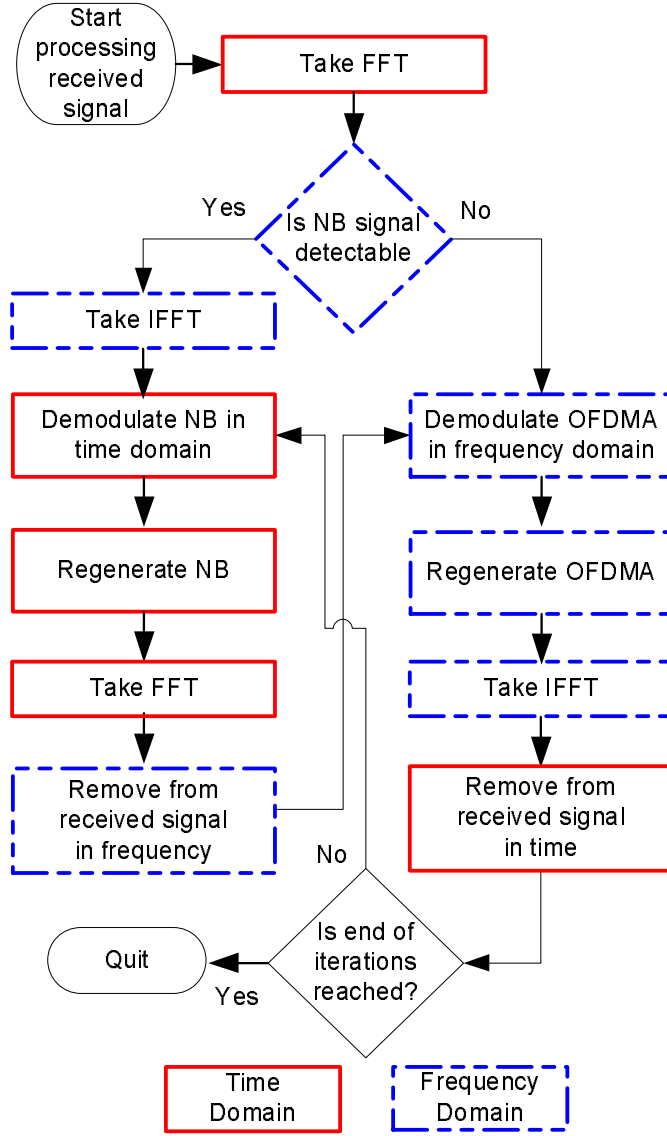 Start
processing
received
signal
Take FFT
Is NB signal
detectable
Yes
No
Take IFFT
Demodulate NB in
time domain
Regenerate NB
Take FFT
Remove from
received signal
in frequency
Demodulate OFDMA
in frequency domain
Regenerate OFDMA
Take IFFT
Remove from
received signal
in time
No
Is end of
iterations
reached?
Yes
Quit
Time
Domain
Frequency
Domain